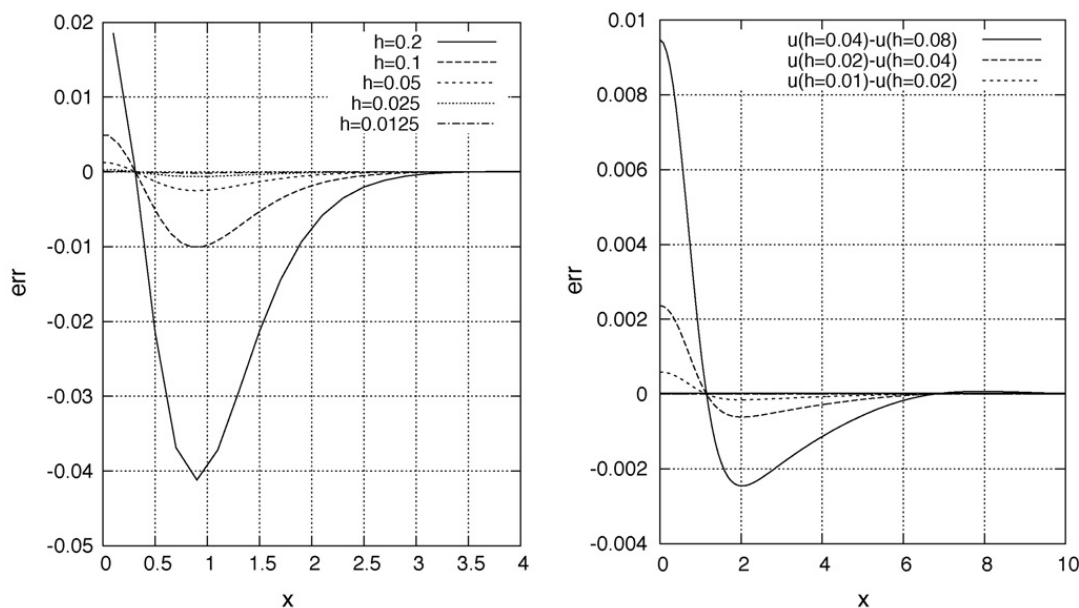 0.02
0.01
0
-0.01
-0.02
-0.03
-0.04
-0.05
err
h=0.2
h=0.1
h=0.05
h=0.025
h=0.0125
0 0.5 1 1.5 2 2.5 3 3.5 4
x
0.01
0.008
0.006
0.004
0.002
0
-0.002
-0.004
err
u(h=0.04)-u(h=0.08)
u(h=0.02)-u(h=0.04)
u(h=0.01)-u(h=0.02)
0 2 4 6 8 10
x